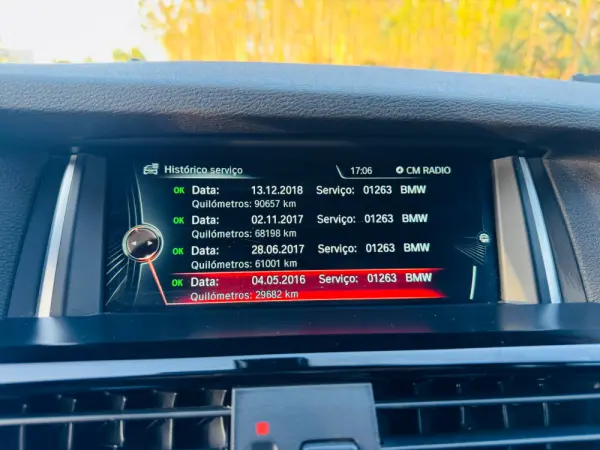 Histórico serviço 17:06 CM RADIO
OK Data: 13.12.2018 Serviço: 01263 BMW
Quilómetros: 90657 km
OK Data: 02.11.2017 Serviço: 01263 BMW
Quilómetros: 68198 km
OK Data: 28.06.2017 Serviço: 01263 BMW
Quilómetros: 61001 km
OK Data: 04.05.2016 Serviço: 01263 BMW
Quilómetros: 29682 km